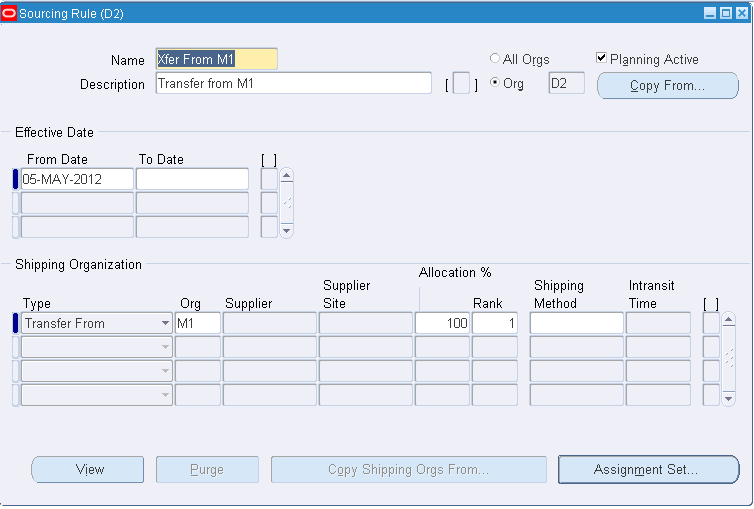 Sourcing Rule (D2)
Name Xfer From M1 All Orgs Planning Active
Description Transfer from M1 [ ] Org D2 Copy From...
Effective Date
From Date To Date [ ]
05-MAY-2012
Shipping Organization
Allocation %
Supplier Shipping Intransit
Type Org Supplier Site Rank Method Time [ ]
Transfer From M1 100 1
View Purge Copy Shipping Orgs From... Assignment Set...